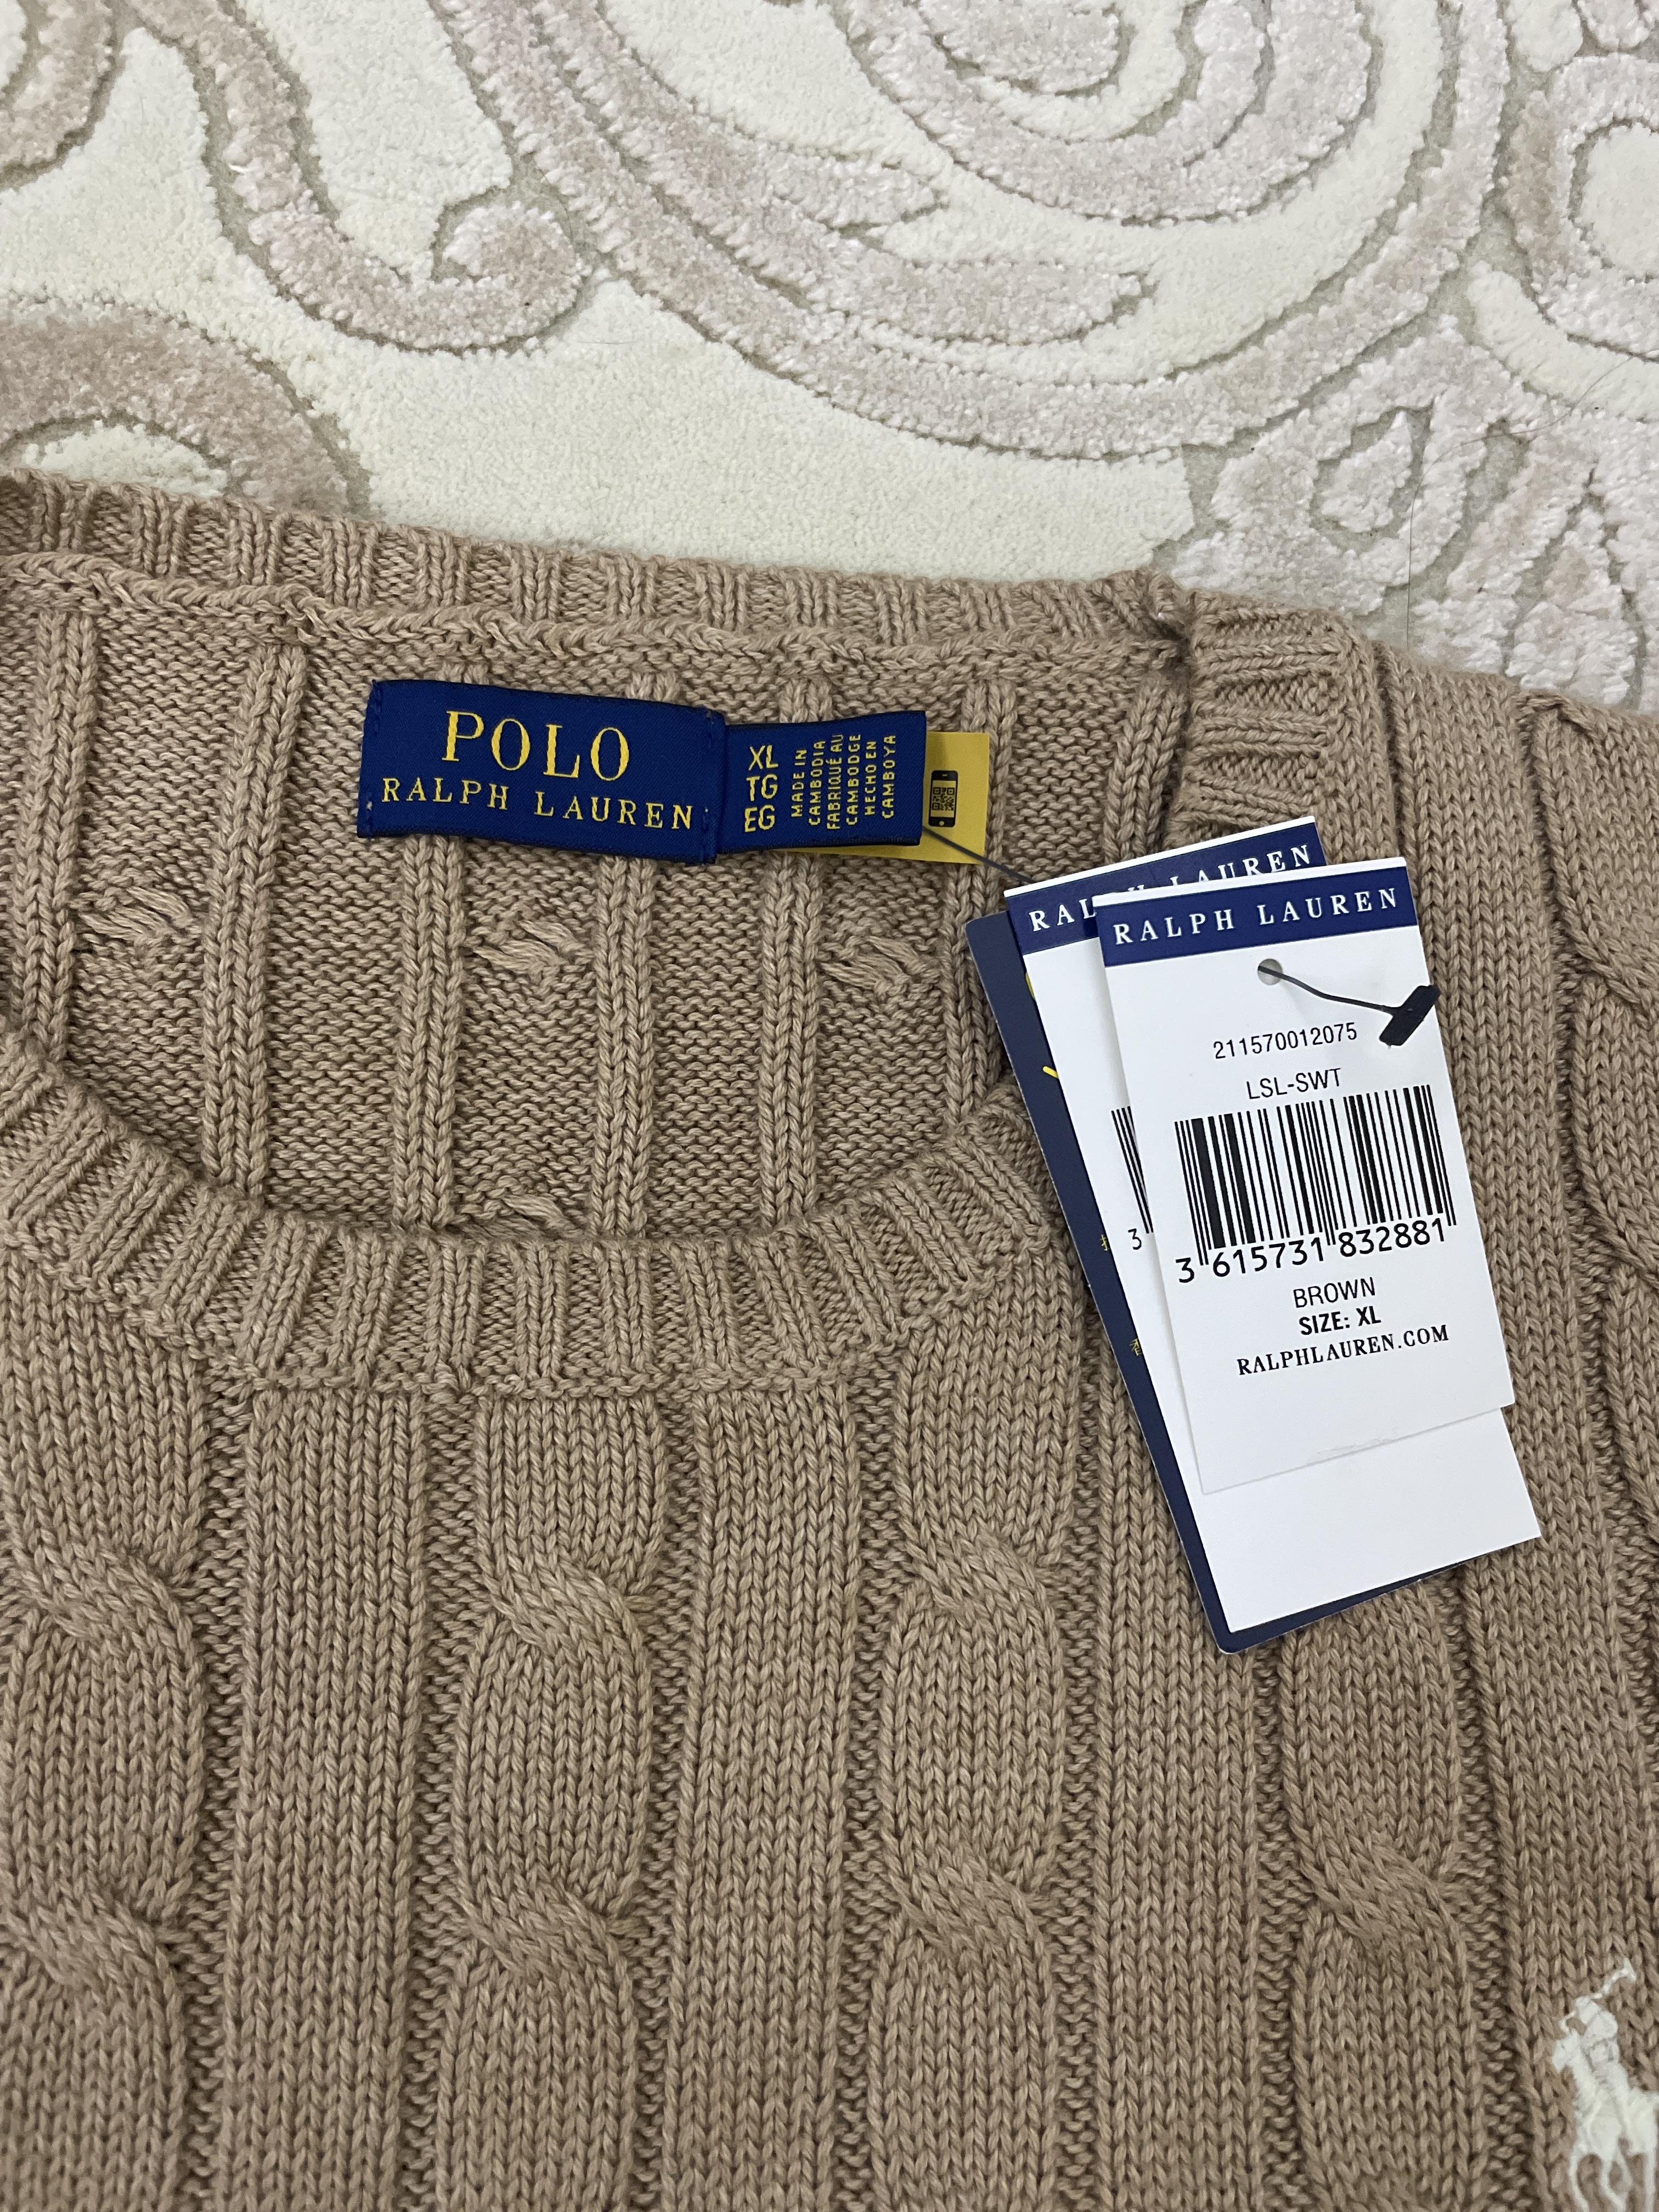 POLO
RALPH LAUREN
XL
TG
EG
MADE IN
CAMBODIA
FABRIQUÉ AU
CAMBODGE
HECHO EN
CAMBOYA
LAUREN
RALPH LAUREN
211570012075
LSL-SWT
3 615731 832881
3
BROWN
SIZE: XL
RALPHLAUREN.COM